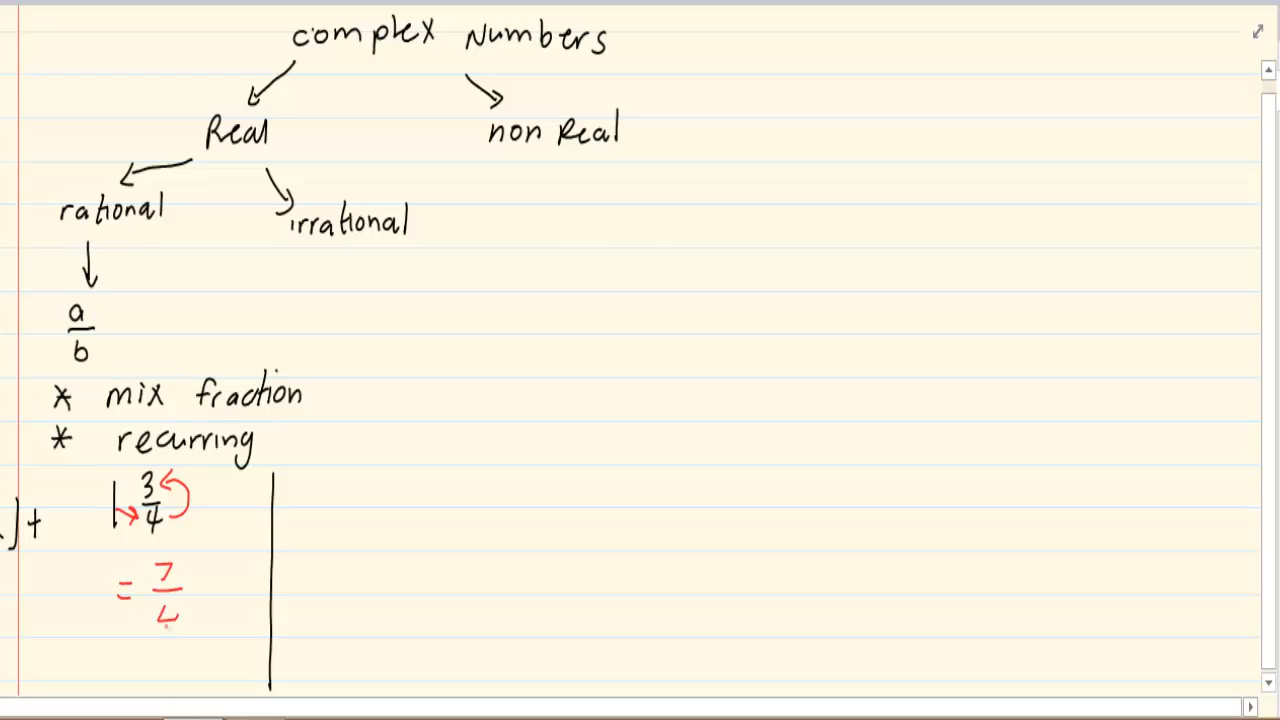 complex Numbers
Real non Real
rational irrational
a
b
* mix fraction
* recurring
1 3/4
= 7/4